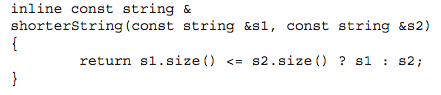 inline const string &
shorterString(const string &s1, const string &s2)
{
        return s1.size() <= s2.size() ? s1 : s2;
}